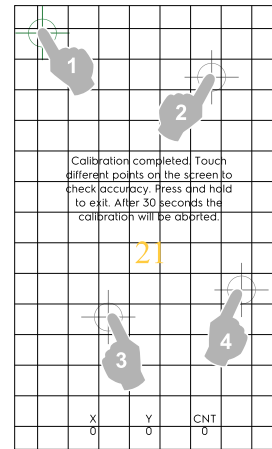 1
2
Calibration completed. Touch
different points on the screen to
check accuracy. Press and hold
to exit. After 30 seconds the
calibration will be aborted.
21
3
4
X Y CNT
0 0 0